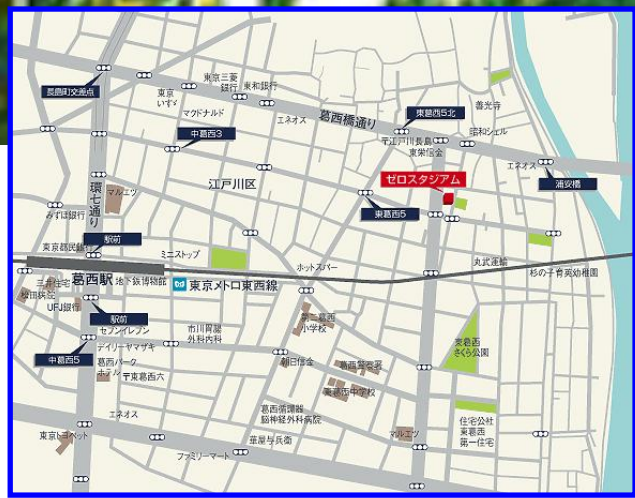 長島町交差点
東京
いすゞ
東京三菱
銀行
東和銀行
マクドナルド
エネオス
葛西橋通り
東葛西5北
善光寺
昭和シェル
〒江戸川長島
東栄信金
エネオス
浦安橋
中葛西3
江戸川区
ゼロスタジアム
東葛西5
環七通り
マルエツ
みずほ銀行
東京都民銀行
駅前
ミニストップ
ホットスパー
丸武運輸
杉の子育英幼稚園
葛西駅
地下鉄博物館
東京メトロ東西線
三井住友
松田病院
UFJ銀行
駅前
セブンイレブン
中葛西5
デイリーヤマザキ
葛西パーク
ホテル
〒東葛西六
市川胃腸
外科内科
第二葛西
小学校
朝日信金
葛西警察署
東葛西中学校
東葛西
さくら公園
葛西循環器
脳神経外科病院
エネオス
東京トヨペット
華屋与兵衛
ファミリーマート
マルエツ
住宅公社
東葛西
第一住宅